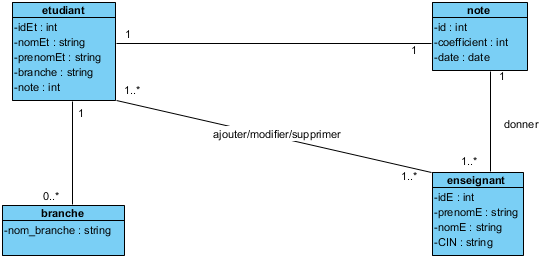 etudiant
-idEt : int
-nomEt : string
-prenomEt : string
-branche : string
-note : int
note
-id : int
-coefficient : int
-date : date
1
1
1..*
1
1
donner
ajouter/modifier/supprimer
1..*
1..*
0..*
branche
-nom_branche : string
enseignant
-idE : int
-prenomE : string
-nomE : string
-CIN : string